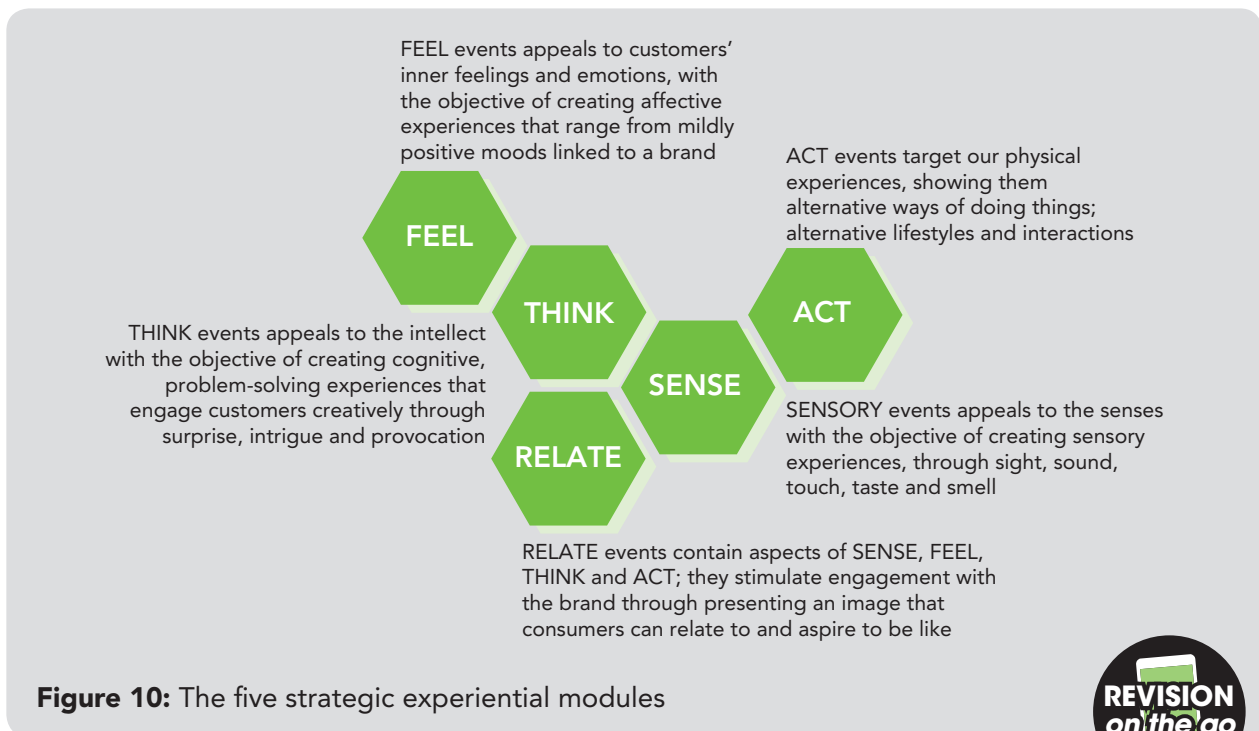 FEEL events appeals to customers'
inner feelings and emotions, with
the objective of creating affective
experiences that range from mildly
positive moods linked to a brand
ACT events target our physical
experiences, showing them
alternative ways of doing things;
alternative lifestyles and interactions
FEEL
THINK
ACT
THINK events appeals to the intellect
with the objective of creating cognitive,
problem-solving experiences that
engage customers creatively through
surprise, intrigue and provocation
SENSE
RELATE
SENSORY events appeals to the senses
with the objective of creating sensory
experiences, through sight, sound,
touch, taste and smell
RELATE events contain aspects of SENSE, FEEL,
THINK and ACT; they stimulate engagement with
the brand through presenting an image that
consumers can relate to and aspire to be like
Figure 10: The five strategic experiential modules
REVISION
on the go